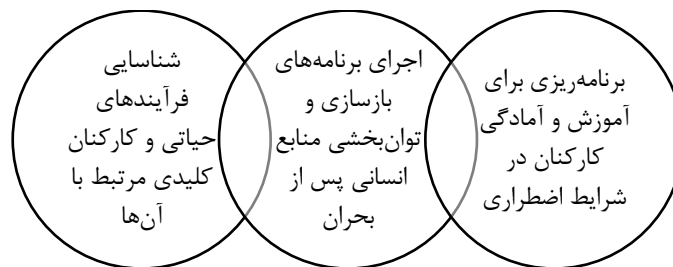 برنامه‌ریزی برای
آموزش و آمادگی
کارکنان در
شرایط اضطراری
اجرای برنامه‌های
بازسازی و
توان‌بخشی منابع
انسانی پس از
بحران
شناسایی
فرآیندهای
حیاتی و کارکنان
کلیدی مرتبط با
آن‌ها